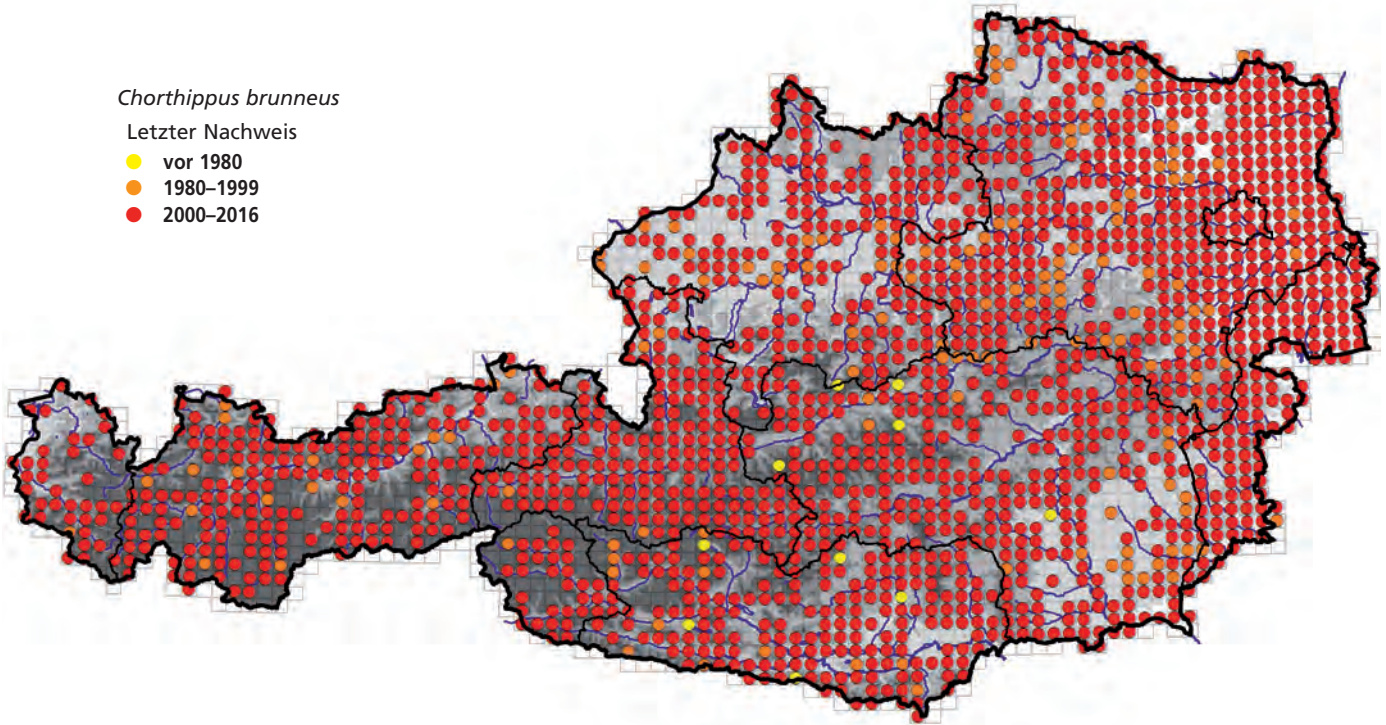 Chorthippus brunneus
Letzter Nachweis
vor 1980
1980–1999
2000–2016